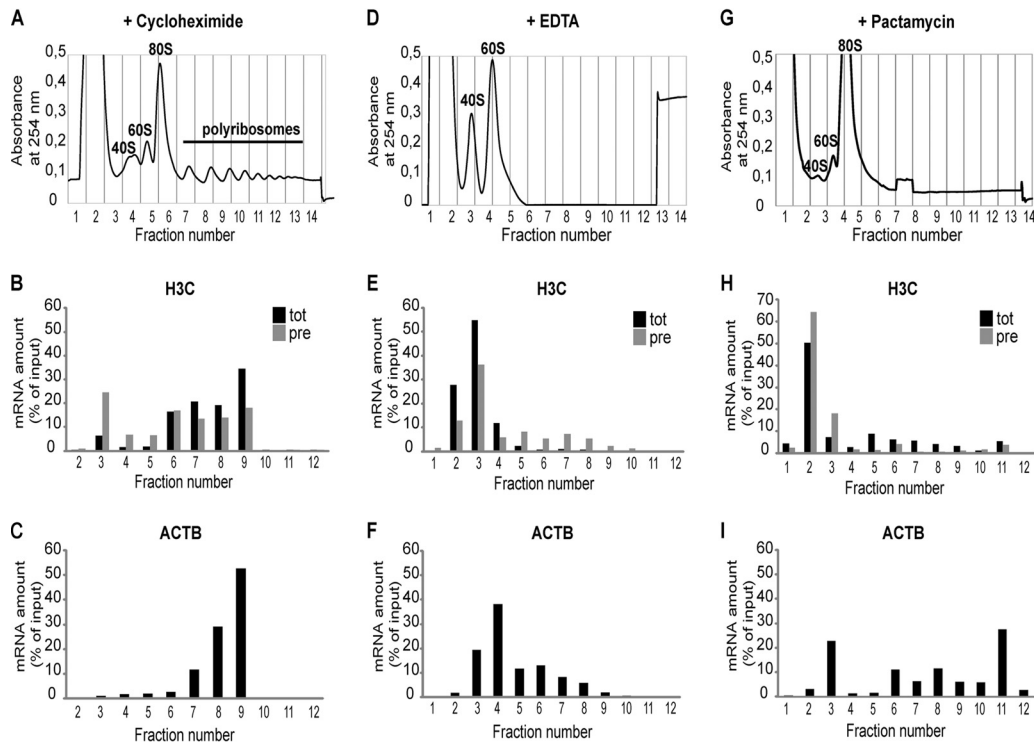 A
+ Cycloheximide
Absorbance
at 254 nm
0,5
0,4
0,3
0,2
0,1
0
80S
60S
40S
polyribosomes
1 2 3 4 5 6 7 8 9 10 11 12 13 14
Fraction number
D
+ EDTA
Absorbance
at 254 nm
0,5
0,4
0,3
0,2
0,1
0
60S
40S
1 2 3 4 5 6 7 8 9 10 11 12 13 14
Fraction number
G
+ Pactamycin
Absorbance
at 254 nm
0,5
0,4
0,3
0,2
0,1
0
80S
60S
40S
1 2 3 4 5 6 7 8 9 10 11 12 13 14
Fraction number
B
H3C
mRNA amount
(% of input)
60
50
40
30
20
10
0
tot
pre
2 3 4 5 6 7 8 9 10 11 12
Fraction number
E
H3C
mRNA amount
(% of input)
60
50
40
30
20
10
0
tot
pre
1 2 3 4 5 6 7 8 9 10 11 12
Fraction number
H
H3C
mRNA amount
(% of input)
70
60
50
40
30
20
10
0
tot
pre
1 2 3 4 5 6 7 8 9 10 11 12
Fraction number
C
ACTB
mRNA amount
(% of input)
60
50
40
30
20
10
0
2 3 4 5 6 7 8 9 10 11 12
Fraction number
F
ACTB
mRNA amount
(% of input)
60
50
40
30
20
10
0
1 2 3 4 5 6 7 8 9 10 11 12
Fraction number
I
ACTB
mRNA amount
(% of input)
60
50
40
30
20
10
0
1 2 3 4 5 6 7 8 9 10 11 12
Fraction number